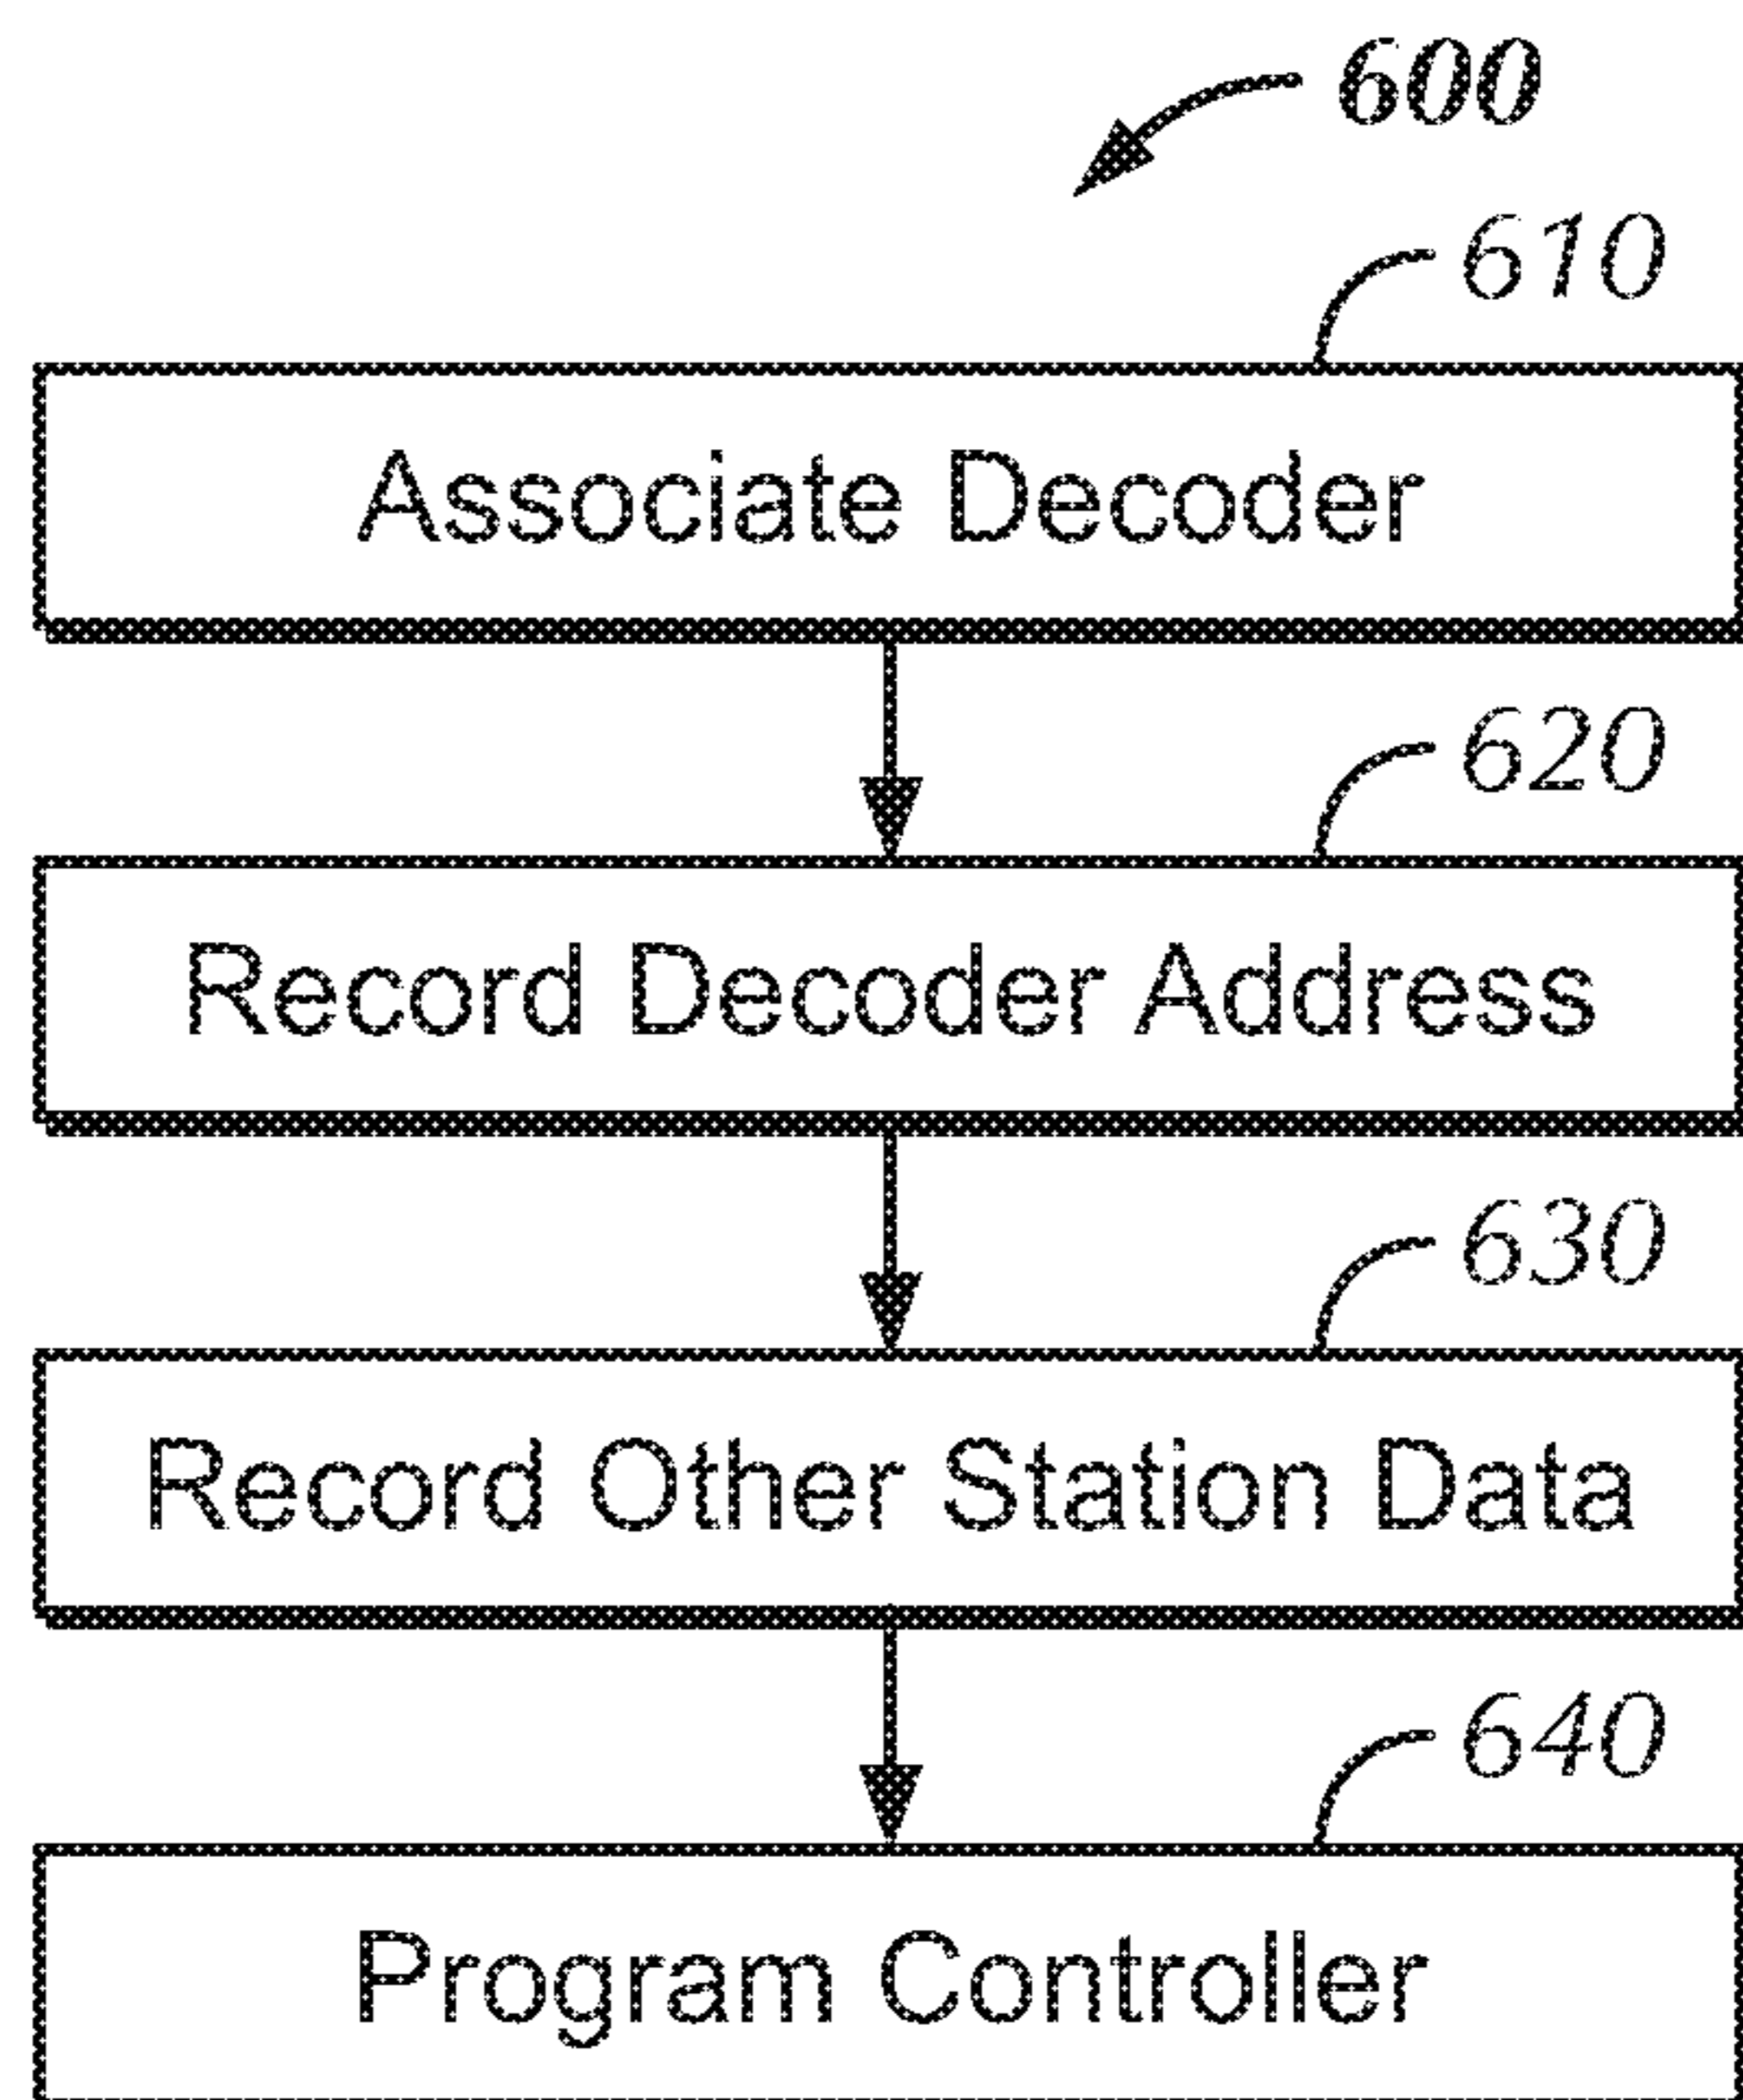 600
610
Associate Decoder
620
Record Decoder Address
630
Record Other Station Data
640
Program Controller